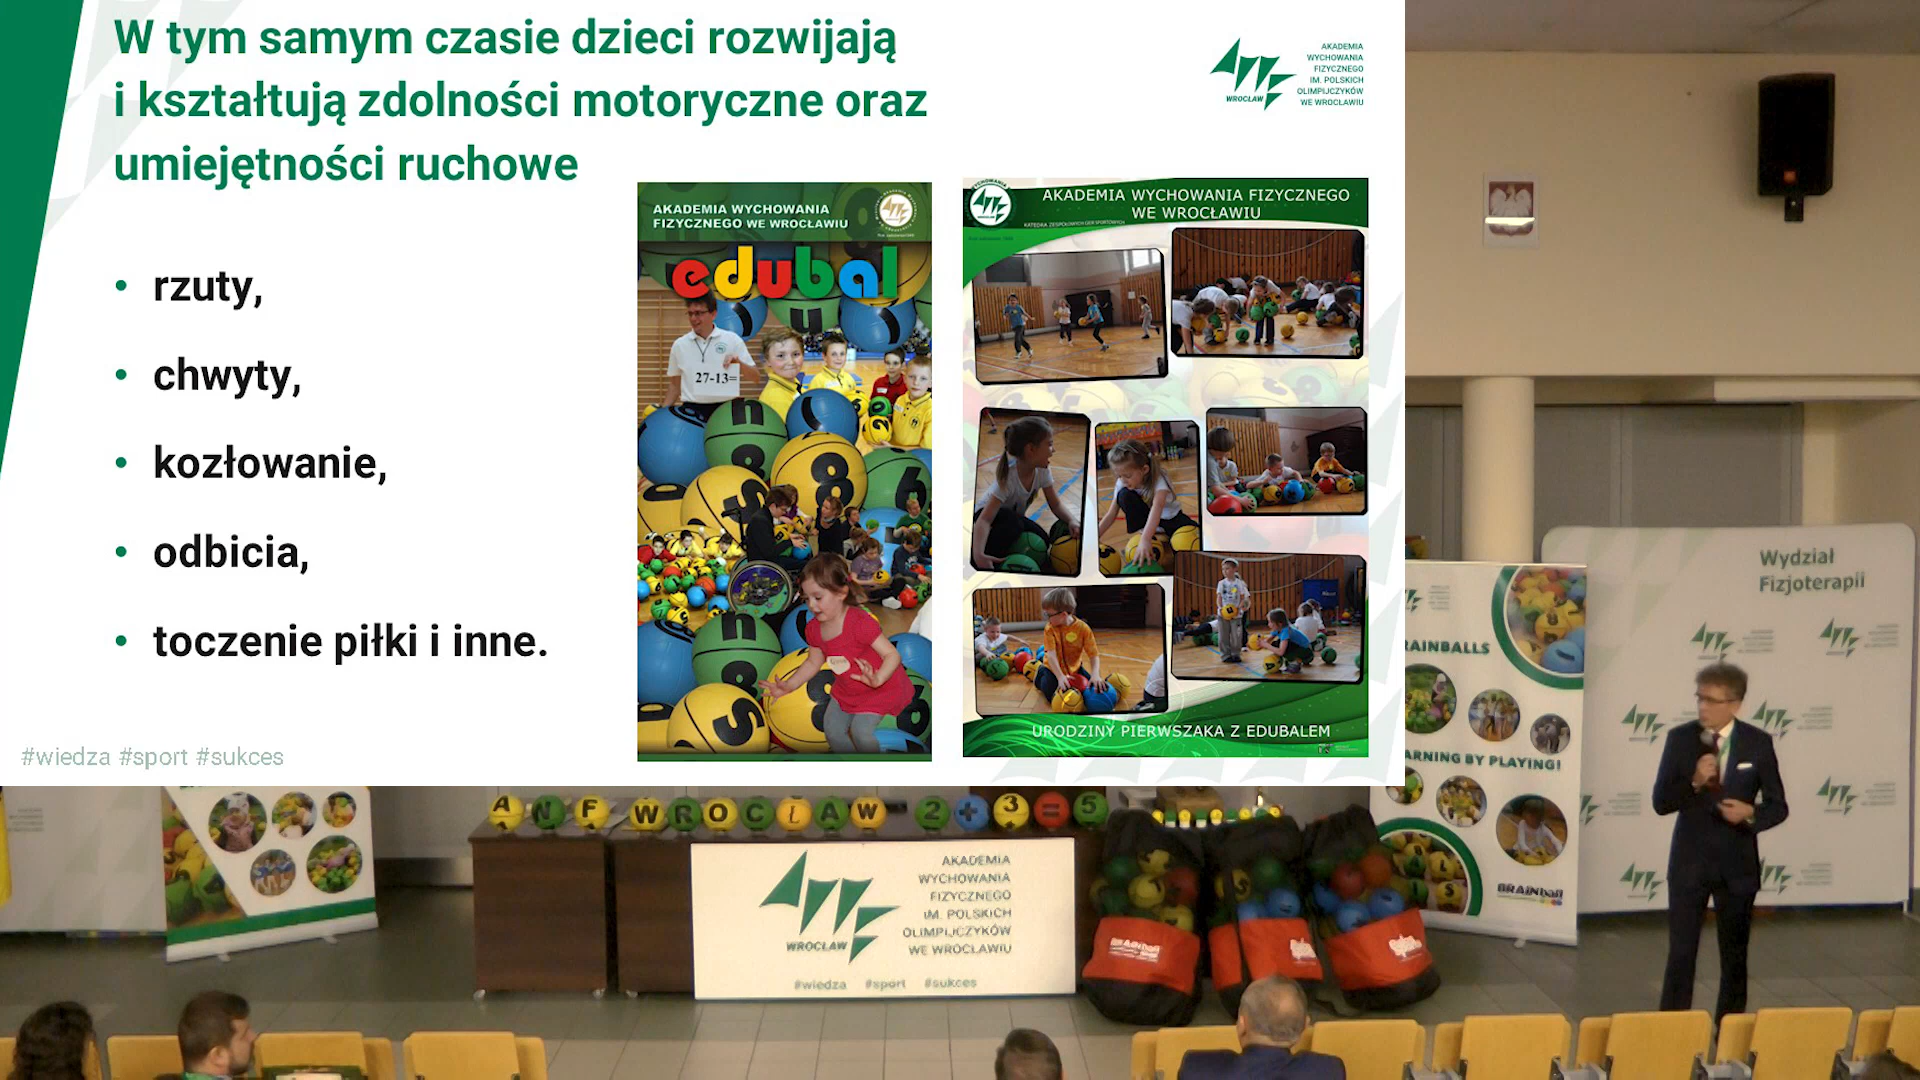 W tym samym czasie dzieci rozwijają
i kształtują zdolności motoryczne oraz
umiejętności ruchowe
AKADEMIA
WYCHOWANIA
FIZYCZNEGO
IM. POLSKICH
OLIMPIJCZYKÓW
WE WROCŁAWIU
WROCŁAW
• rzuty,
• chwyty,
• kozłowanie,
• odbicia,
• toczenie piłki i inne.
#wiedza #sport #sukces
AKADEMIA WYCHOWANIA
FIZYCZNEGO WE WROCŁAWIU
edubal
27-13=
AKADEMIA WYCHOWANIA FIZYCZNEGO
WE WROCŁAWIU
KATEDRA ZESPOŁOWYCH GIER SPORTOWYCH
URODZINY PIERWSZAKA Z EDUBALEM
Wydział
Fizjoterapii
RAINBALLS
ARNING BY PLAYING!
BRAINball
A W F WROCŁAW 2+3=5
AKADEMIA
WYCHOWANIA
FIZYCZNEGO
IM. POLSKICH
OLIMPIJCZYKÓW
WE WROCŁAWIU
WROCŁAW
#wiedza #sport #sukces